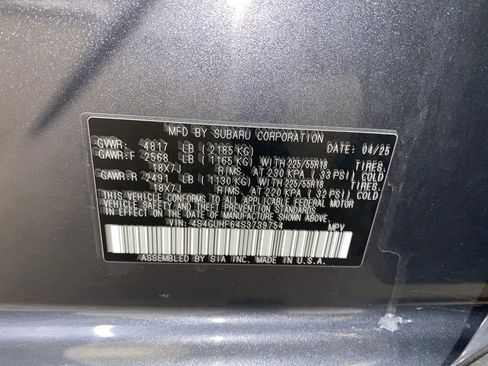 MFD BY SUBARU CORPORATION DATE: 04/25
GVWR: 4817 LB (2185 KG)
GAWR:F 2568 LB (1165 KG) WITH 225/55R18 TIRES,
18X7J RIMS, AT 230 KPA ( 33 PSI) COLD
GAWR:R 2491 LB (1130 KG) WITH 225/55R18 TIRES,
18X7J RIMS, AT 220 KPA ( 32 PSI) COLD
THIS VEHICLE CONFORMS TO ALL APPLICABLE FEDERAL MOTOR
VEHICLE SAFETY AND THEFT PREVENTION STANDARDS
IN EFFECT ON THE DATE OF MANUFACTURE SHOWN ABOVE.
VIN: 4S4GUHF64S3738754 MPV
ASSEMBLED BY SIA INC. MADE IN U.S.A.